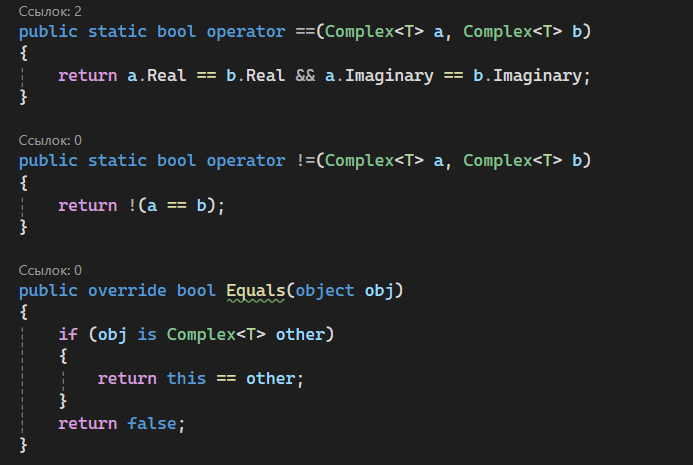 Ссылок: 2
public static bool operator ==(Complex<T> a, Complex<T> b)
{
    return a.Real == b.Real && a.Imaginary == b.Imaginary;
}
Ссылок: 0
public static bool operator !=(Complex<T> a, Complex<T> b)
{
    return !(a == b);
}
Ссылок: 0
public override bool Equals(object obj)
{
    if (obj is Complex<T> other)
    {
        return this == other;
    }
    return false;
}